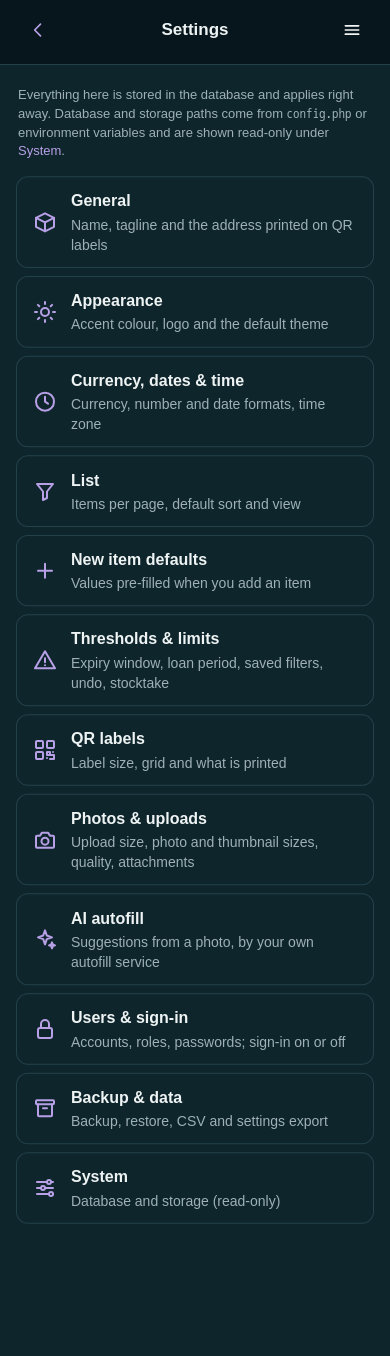 Settings
Everything here is stored in the database and applies right
away. Database and storage paths come from config.php or
environment variables and are shown read-only under
System.
General
Name, tagline and the address printed on QR
labels
Appearance
Accent colour, logo and the default theme
Currency, dates & time
Currency, number and date formats, time
zone
List
Items per page, default sort and view
New item defaults
Values pre-filled when you add an item
Thresholds & limits
Expiry window, loan period, saved filters,
undo, stocktake
QR labels
Label size, grid and what is printed
Photos & uploads
Upload size, photo and thumbnail sizes,
quality, attachments
AI autofill
Suggestions from a photo, by your own
autofill service
Users & sign-in
Accounts, roles, passwords; sign-in on or off
Backup & data
Backup, restore, CSV and settings export
System
Database and storage (read-only)